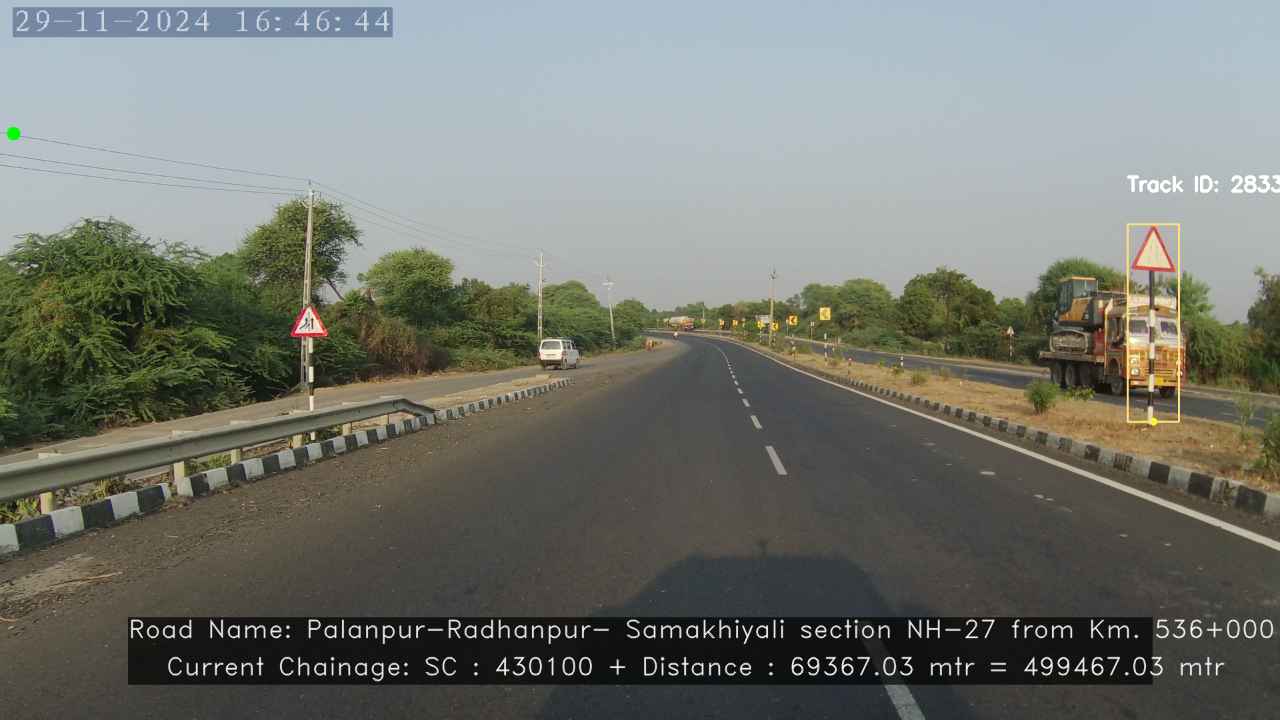 29-11-2024 16:46:44
Track ID: 2833
Road Name: Palanpur-Radhanpur- Samakhiyali section NH-27 from Km. 536+000
Current Chainage: SC : 430100 + Distance : 69367.03 mtr = 499467.03 mtr